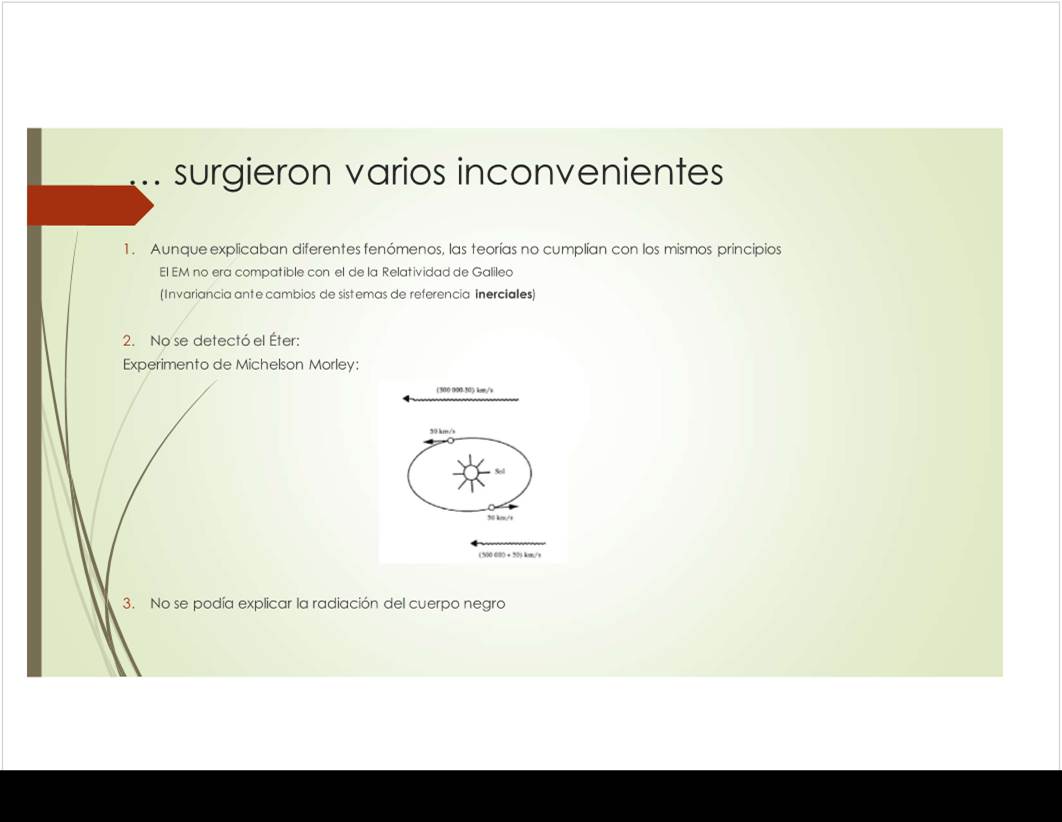 ... surgieron varios inconvenientes
1. Aunque explicaban diferentes fenómenos, las teorías no cumplían con los mismos principios
El EM no era compatible con el de la Relatividad de Galileo
(Invariancia ante cambios de sistemas de referencia inerciales)
2. No se detectó el Éter:
Experimento de Michelson Morley:
(300 000-30) km/s
30 km/s
Sol
30 km/s
(300 000 + 30) km/s
3. No se podía explicar la radiación del cuerpo negro